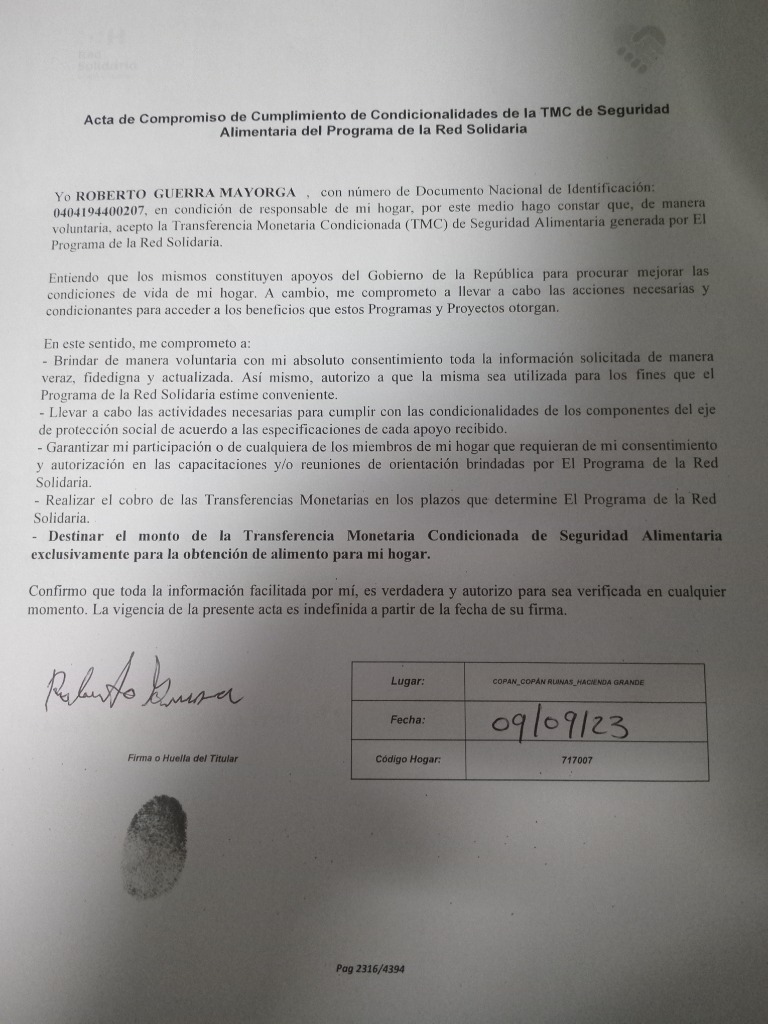 Red
Solidaria
Acta de Compromiso de Cumplimiento de Condicionalidades de la TMC de Seguridad
Alimentaria del Programa de la Red Solidaria
Yo ROBERTO GUERRA MAYORGA , con número de Documento Nacional de Identificación:
0404194400207, en condición de responsable de mi hogar, por este medio hago constar que, de manera
voluntaria, acepto la Transferencia Monetaria Condicionada (TMC) de Seguridad Alimentaria generada por El
Programa de la Red Solidaria.
Entiendo que los mismos constituyen apoyos del Gobierno de la República para procurar mejorar las
condiciones de vida de mi hogar. A cambio, me comprometo a llevar a cabo las acciones necesarias y
condicionantes para acceder a los beneficios que estos Programas y Proyectos otorgan.
En este sentido, me comprometo a:
- Brindar de manera voluntaria con mi absoluto consentimiento toda la información solicitada de manera
veraz, fidedigna y actualizada. Así mismo, autorizo a que la misma sea utilizada para los fines que el
Programa de la Red Solidaria estime conveniente.
- Llevar a cabo las actividades necesarias para cumplir con las condicionalidades de los componentes del eje
de protección social de acuerdo a las especificaciones de cada apoyo recibido.
- Garantizar mi participación o de cualquiera de los miembros de mi hogar que requieran de mi consentimiento
y autorización en las capacitaciones y/o reuniones de orientación brindadas por El Programa de la Red
Solidaria.
- Realizar el cobro de las Transferencias Monetarias en los plazos que determine El Programa de la Red
Solidaria.
- Destinar el monto de la Transferencia Monetaria Condicionada de Seguridad Alimentaria
exclusivamente para la obtención de alimento para mi hogar.
Confirmo que toda la información facilitada por mí, es verdadera y autorizo para sea verificada en cualquier
momento. La vigencia de la presente acta es indefinida a partir de la fecha de su firma.
Roberto Guerra
Firma o Huella del Titular
Lugar: COPAN_COPÁN RUINAS_HACIENDA GRANDE
Fecha: 09/09/23
Código Hogar: 717007
Pag 2316/4394